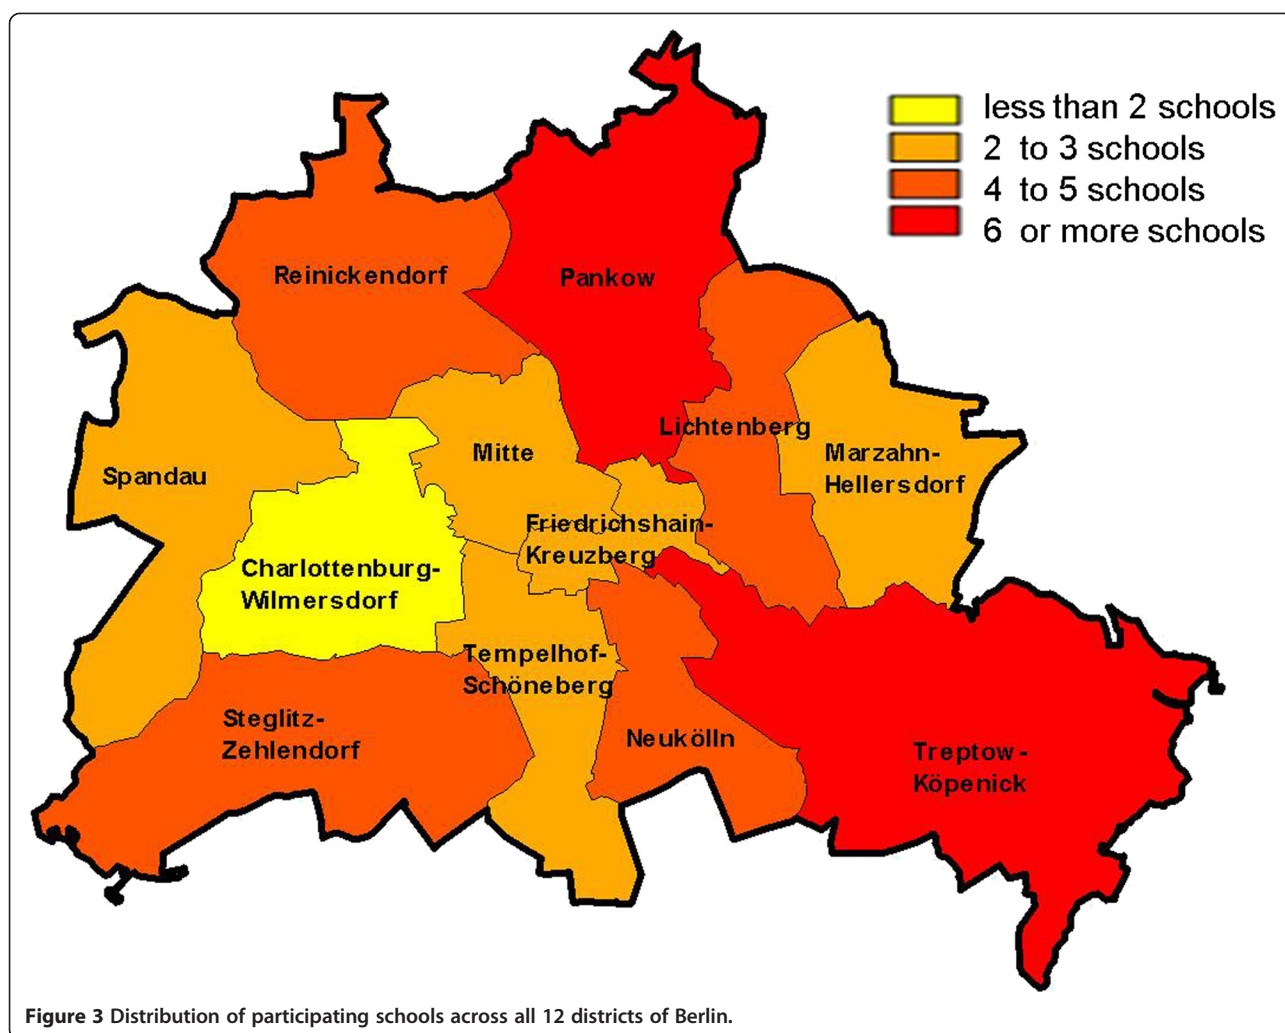 less than 2 schools
2 to 3 schools
4 to 5 schools
6 or more schools
Reinickendorf
Pankow
Lichtenberg
Mitte
Marzahn-
Hellersdorf
Spandau
Friedrichshain-
Kreuzberg
Charlottenburg-
Wilmersdorf
Tempelhof-
Schöneberg
Steglitz-
Zehlendorf
Neukölln
Treptow-
Köpenick
Figure 3 Distribution of participating schools across all 12 districts of Berlin.